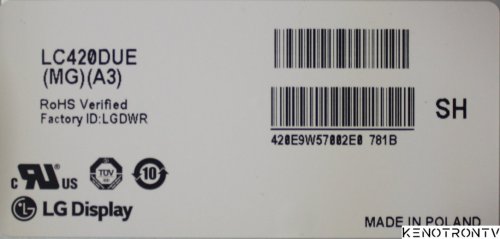 LC420DUE
(MG)(A3)
RoHS Verified
Factory ID:LGDWR
420E9W57002E0 781B
SH
c RU US
TÜV
10
LG Display
MADE IN POLAND
KENOTRONTV